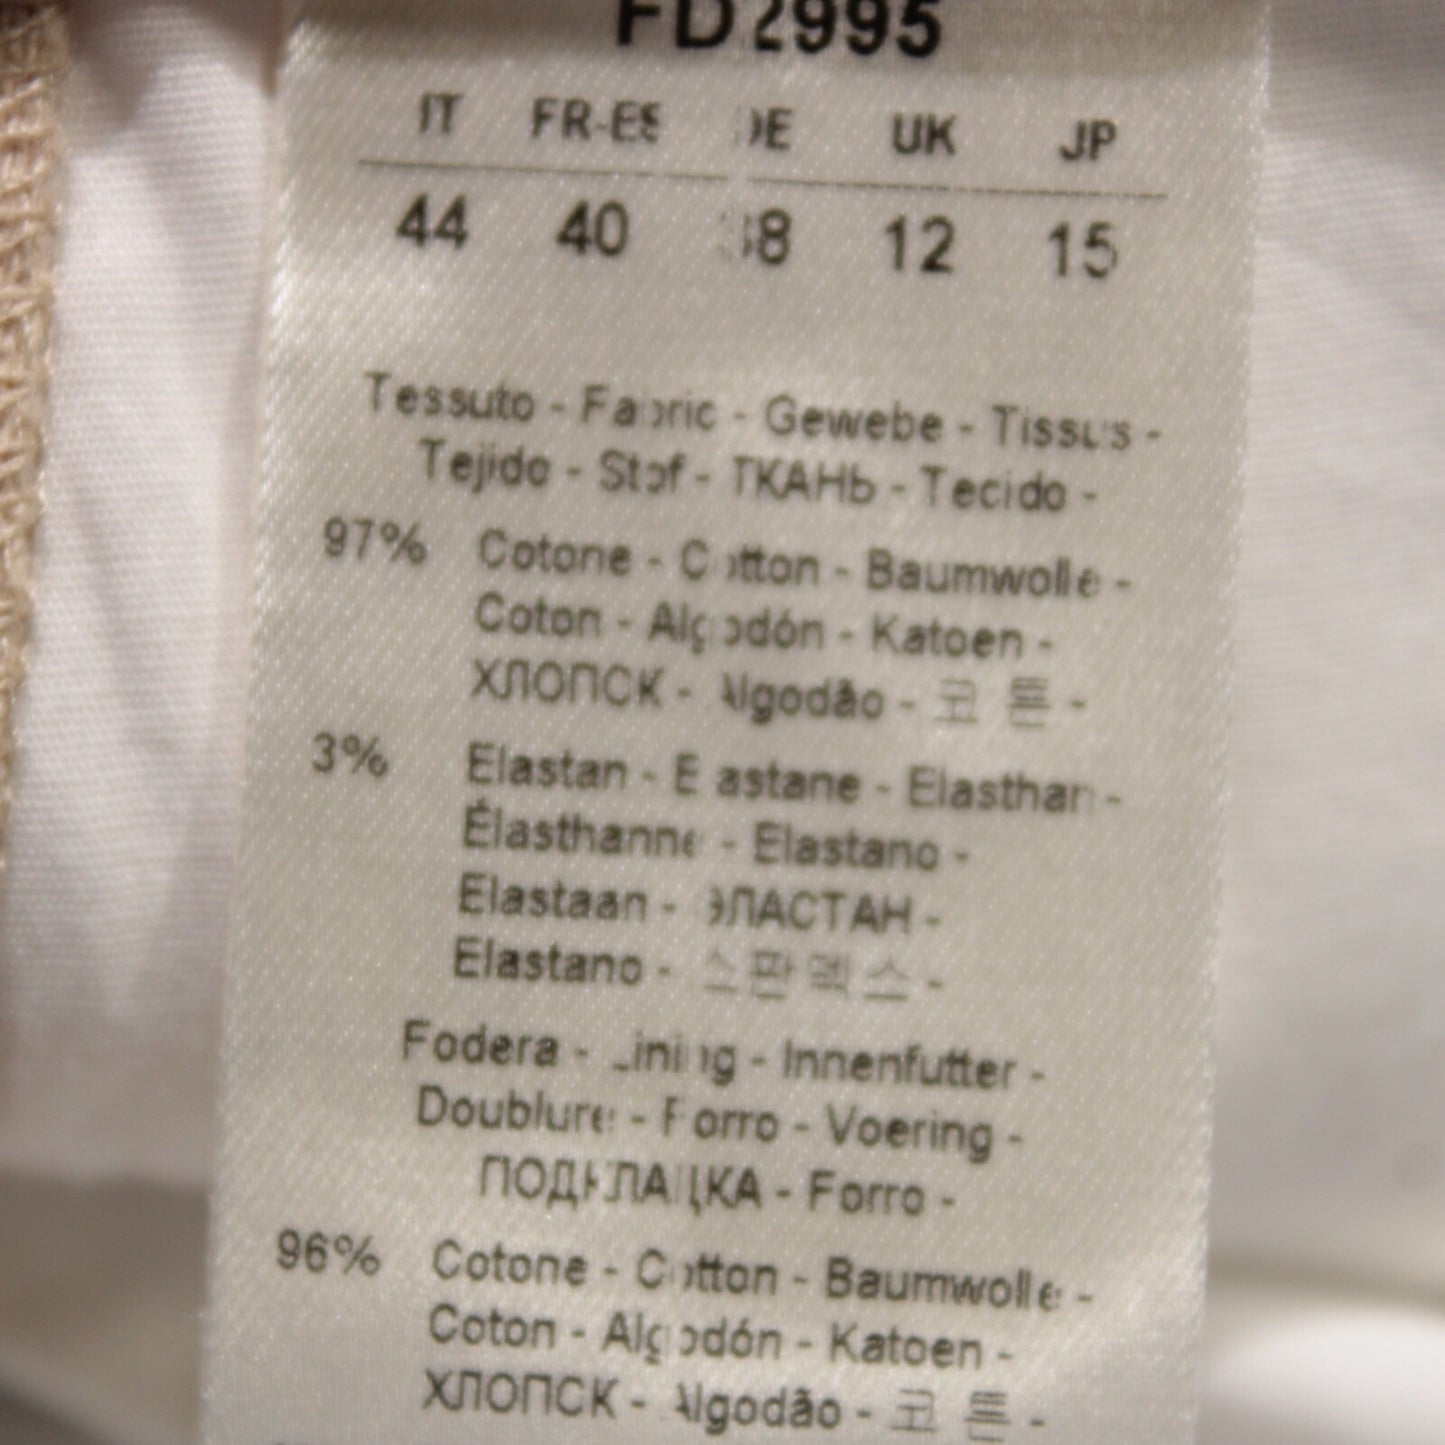 FD2995
IT FR-ES DE UK JP
44 40 38 12 15
Tessuto - Fabric - Gewebe - Tissus -
Tejido - Stof - ТКАНЬ - Tecido -
97% Cotone - Cotton - Baumwolle -
Coton - Algodón - Katoen -
ХЛОПСК - Algodão - 코 튼 -
3% Elastan - Elastane - Elasthan -
Élasthanne - Elastano -
Elastaan - ЭЛАСТАН -
Elastano - 스판덱스 -
Fodera - Lining - Innenfutter -
Doublure - Forro - Voering -
ПОДКЛАДКА - Forro -
96% Cotone - Cotton - Baumwolle -
Coton - Algodón - Katoen -
ХЛОПСК - Algodão - 코 튼 -